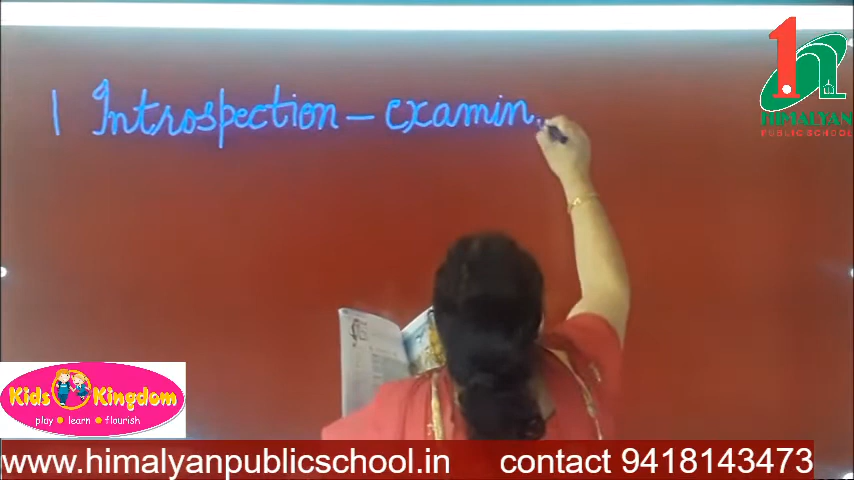 1 Introspection - examin
1
HIMALYAN
PUBLIC SCHOOL
Kids Kingdom
play learn flourish
www.himalyanpublicschool.in contact 9418143473